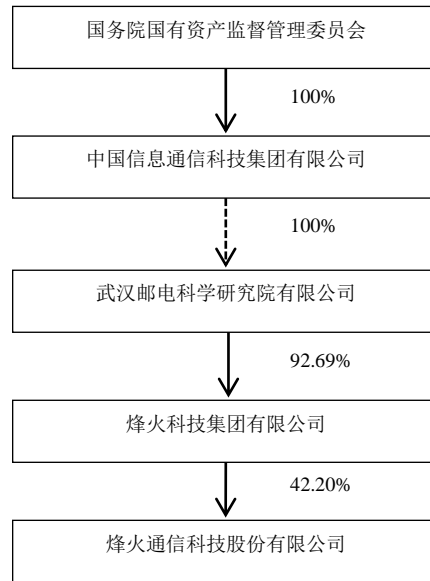 国务院国有资产监督管理委员会
100%
中国信息通信科技集团有限公司
100%
武汉邮电科学研究院有限公司
92.69%
烽火科技集团有限公司
42.20%
烽火通信科技股份有限公司